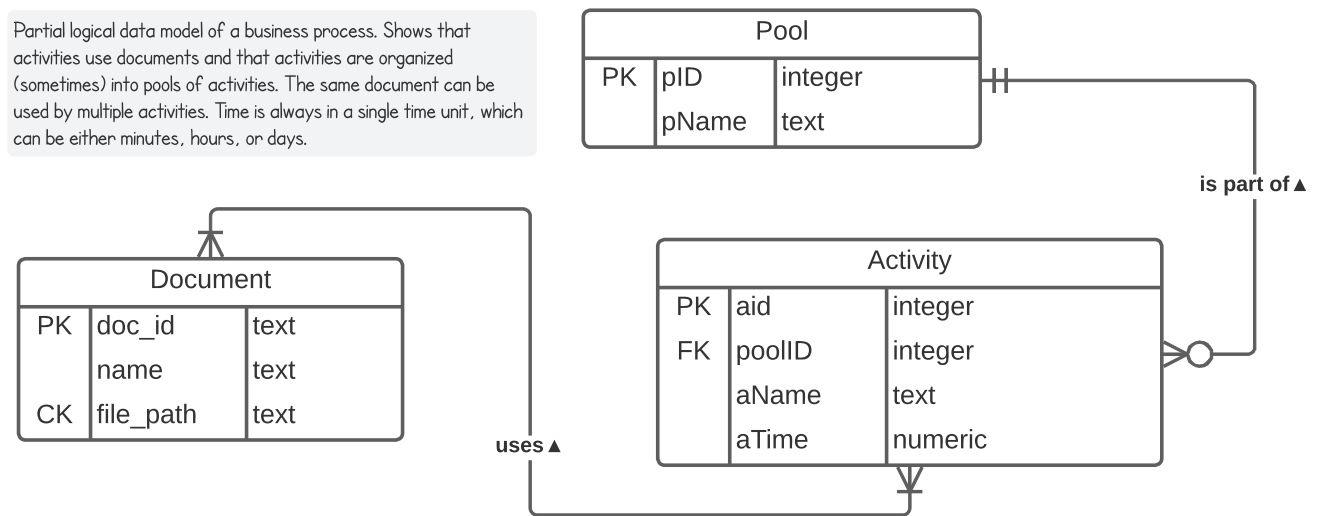 Partial logical data model of a business process. Shows that
activities use documents and that activities are organized
(sometimes) into pools of activities. The same document can be
used by multiple activities. Time is always in a single time unit, which
can be either minutes, hours, or days.
Pool
PK pID integer
pName text
is part of▲
Document
PK doc_id text
name text
CK file_path text
uses▲
Activity
PK aid integer
FK poolID integer
aName text
aTime numeric